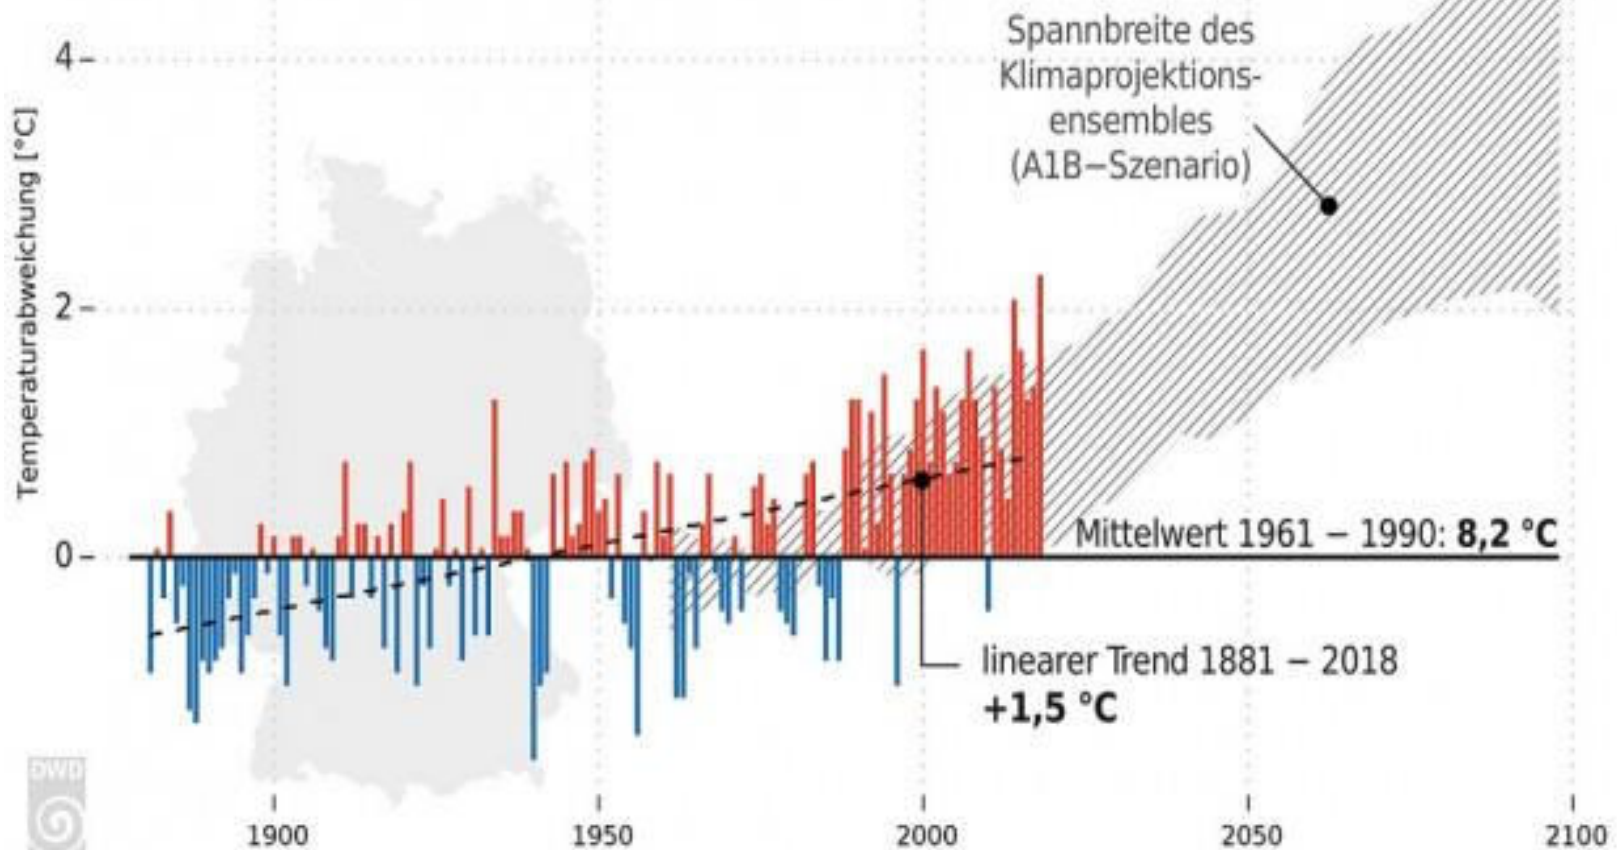 Spannbreite des
Klimaprojektions-
ensembles
(A1B−Szenario)
4
Temperaturabweichung [°C]
2
0
Mittelwert 1961 − 1990: 8,2 °C
linearer Trend 1881 − 2018
+1,5 °C
DWD
1900 1950 2000 2050 2100